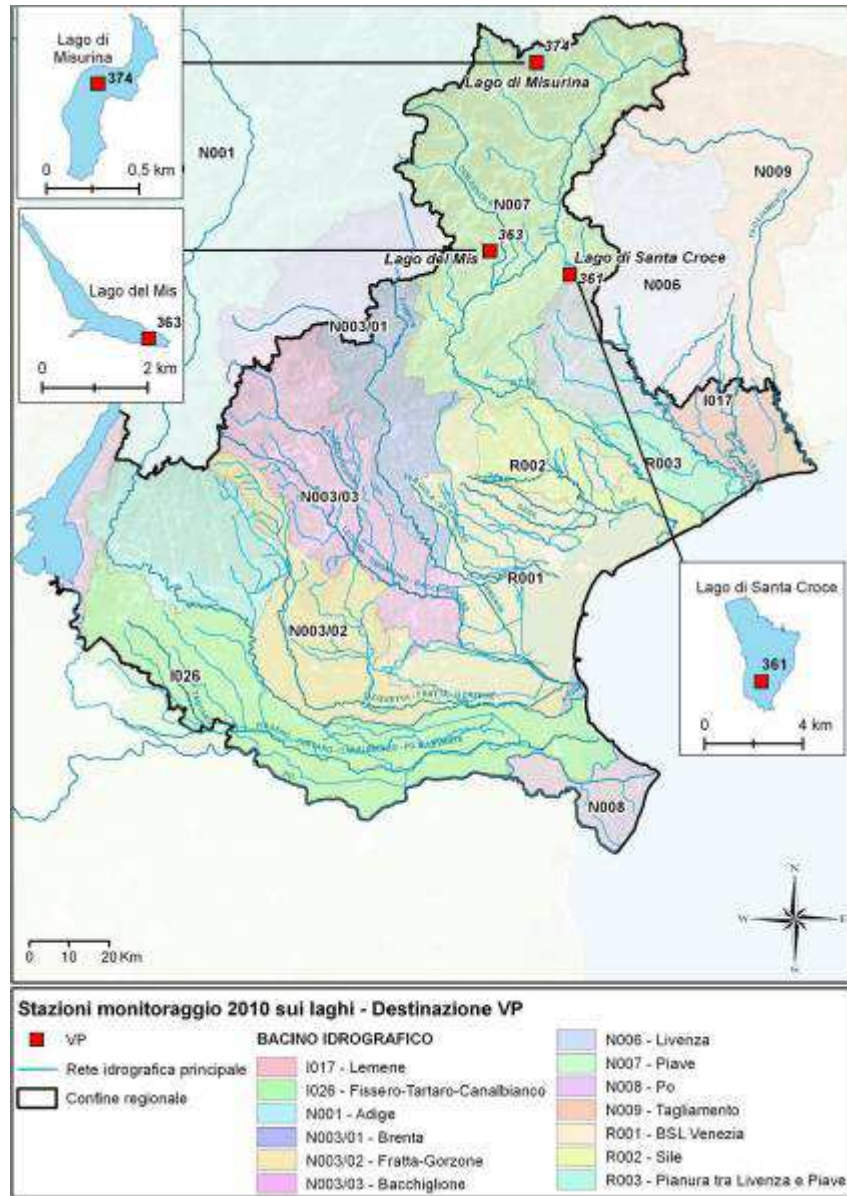 Lago di
Misurina
374
0 0,5 km
374
Lago di Misurina
N001
N009
TAGLIAMENTO
N007
363
Lago del Mis
Lago di Santa Croce
361
N006
Lago del Mis
363
0 2 km
N003/01
I017
R002
R003
N003/03
R001
Lago di Santa Croce
361
0 4 km
N003/02
I026
N008
N
W E
S
0 10 20 Km
Stazioni monitoraggio 2010 sui laghi - Destinazione VP
VP
Rete idrografica principale
Confine regionale
BACINO IDROGRAFICO
I017 - Lemene
I026 - Fissero-Tartaro-Canalbianco
N001 - Adige
N003/01 - Brenta
N003/02 - Fratta-Gorzone
N003/03 - Bacchiglione
N006 - Livenza
N007 - Piave
N008 - Po
N009 - Tagliamento
R001 - BSL Venezia
R002 - Sile
R003 - Pianura tra Livenza e Piave